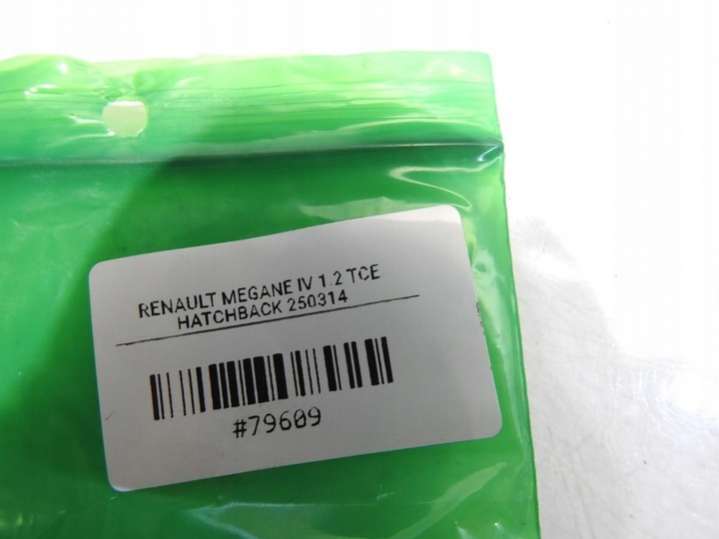 RENAULT MEGANE IV 1.2 TCE
HATCHBACK 250314
#79609